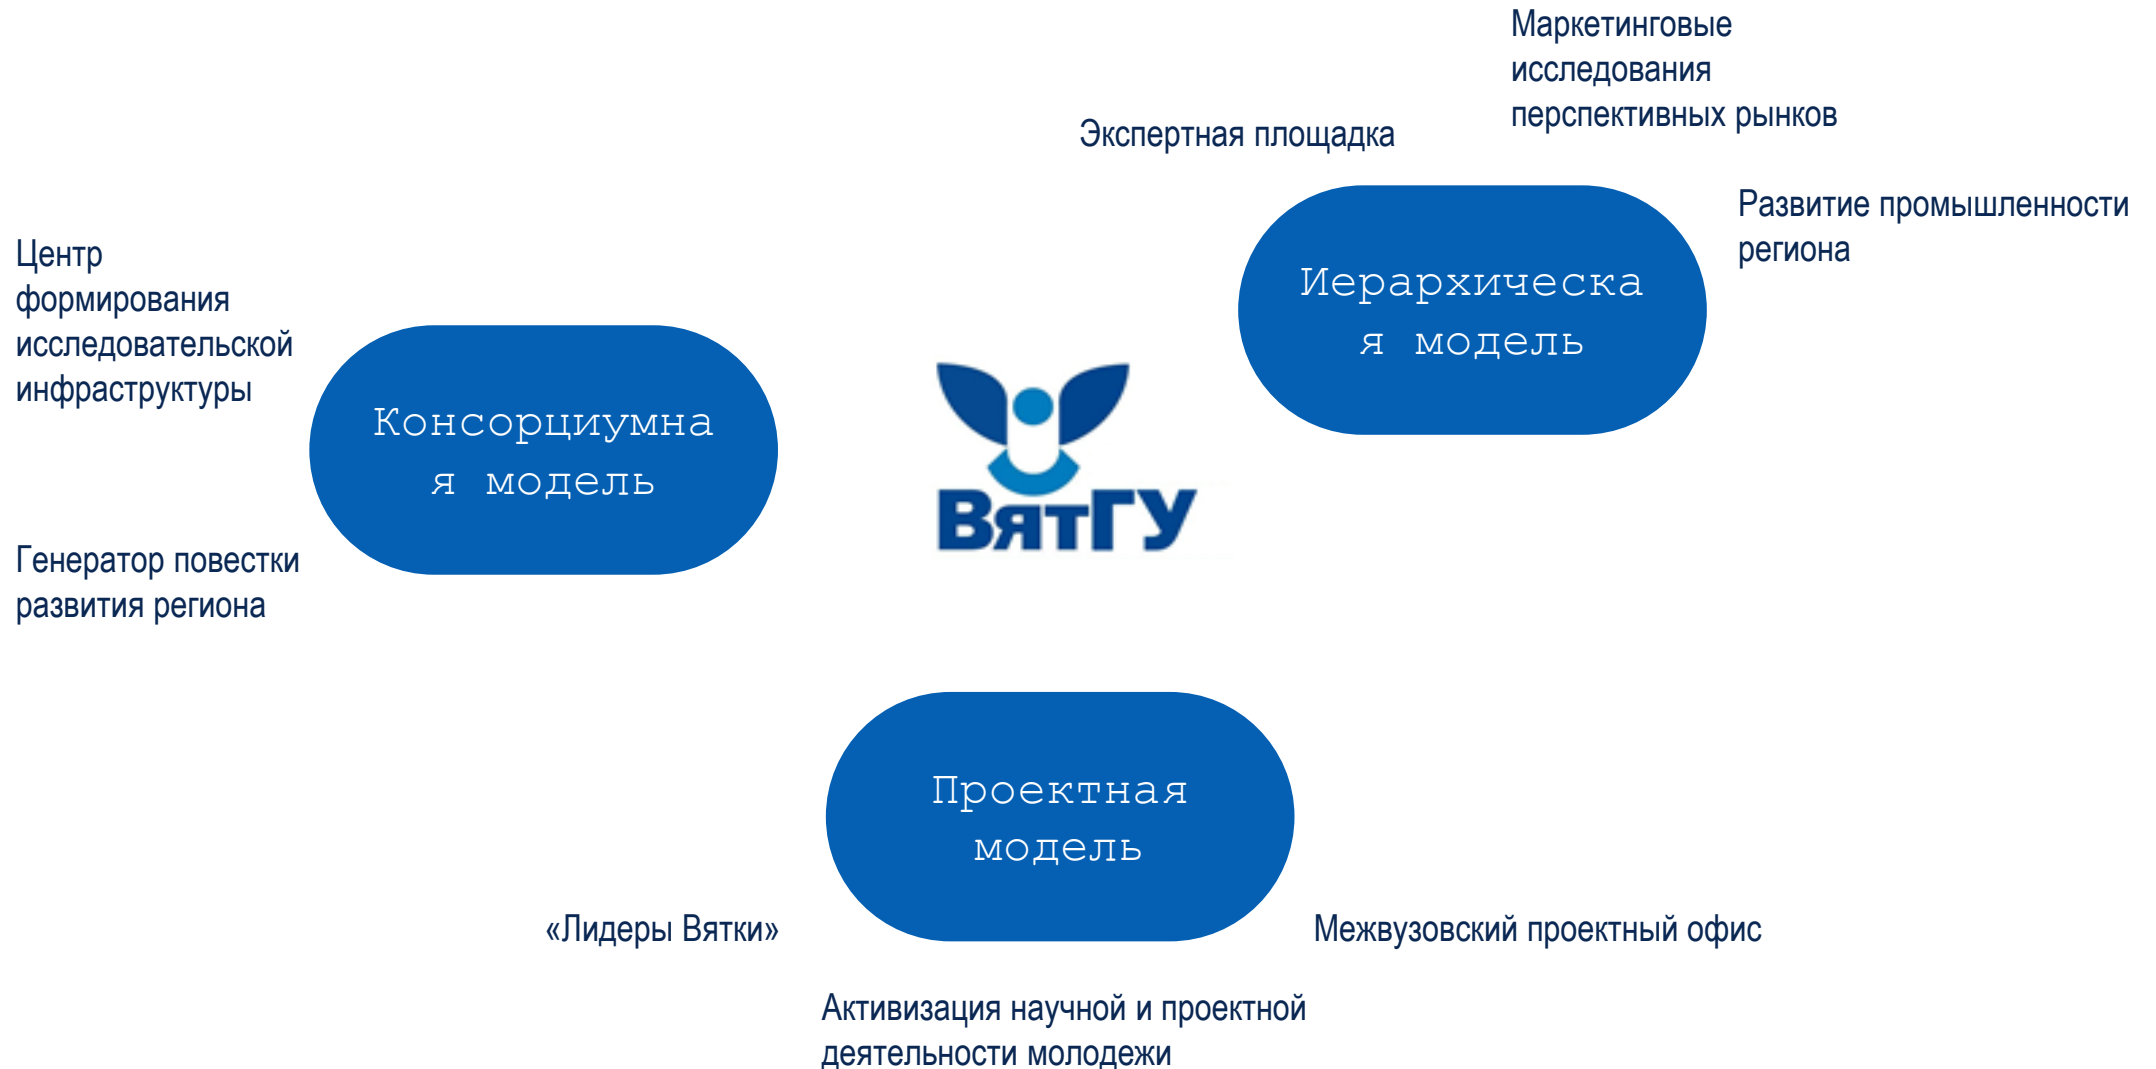 Маркетинговые
исследования
перспективных рынков
Экспертная площадка
Развитие промышленности
региона
Иерархическа
я модель
Центр
формирования
исследовательской
инфраструктуры
Консорциумна
я модель
Генератор повестки
развития региона
ВятГУ
Проектная
модель
«Лидеры Вятки»
Межвузовский проектный офис
Активизация научной и проектной
деятельности молодежи